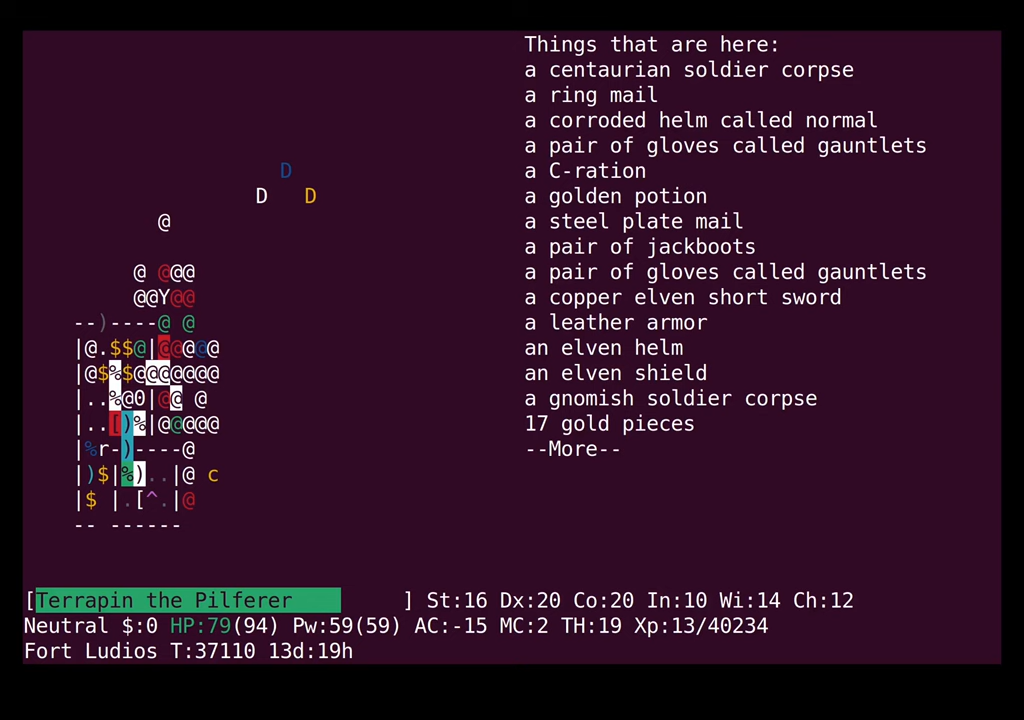 Things that are here:
a centaurian soldier corpse
a ring mail
a corroded helm called normal
a pair of gloves called gauntlets
D a C-ration
D D a golden potion
@ a steel plate mail
a pair of jackboots
@ @@@ a pair of gloves called gauntlets
@@Y@@ a copper elven short sword
--)----@ @ a leather armor
|@.$$@|@@@@@ an elven helm
|@$%$@@@@@@@ an elven shield
|..%@0|@@ @ a gnomish soldier corpse
|..[)%|@@@@@ 17 gold pieces
|%r-)----@ --More--
|)$|%)..|@ c
|$ |.[^.|@
-- ------
[Terrapin the Pilferer ] St:16 Dx:20 Co:20 In:10 Wi:14 Ch:12
Neutral $:0 HP:79(94) Pw:59(59) AC:-15 MC:2 TH:19 Xp:13/40234
Fort Ludios T:37110 13d:19h